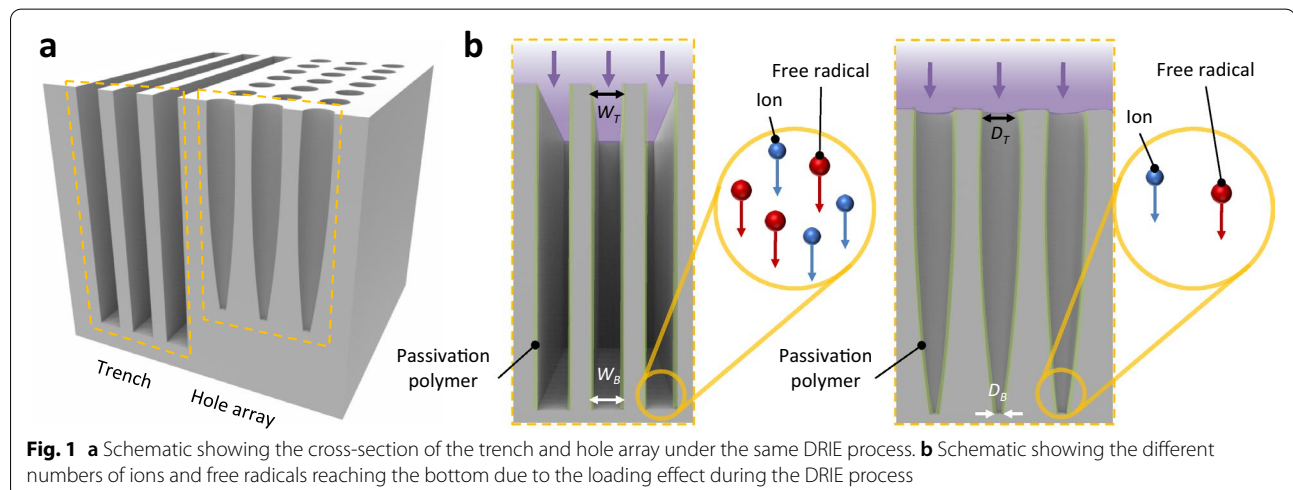 a
Trench
Hole array
b
W_T
W_B
Ion
Free radical
Passivation
polymer
D_T
D_B
Ion
Free radical
Passivation
polymer
Fig. 1 a Schematic showing the cross-section of the trench and hole array under the same DRIE process. b Schematic showing the different
numbers of ions and free radicals reaching the bottom due to the loading effect during the DRIE process